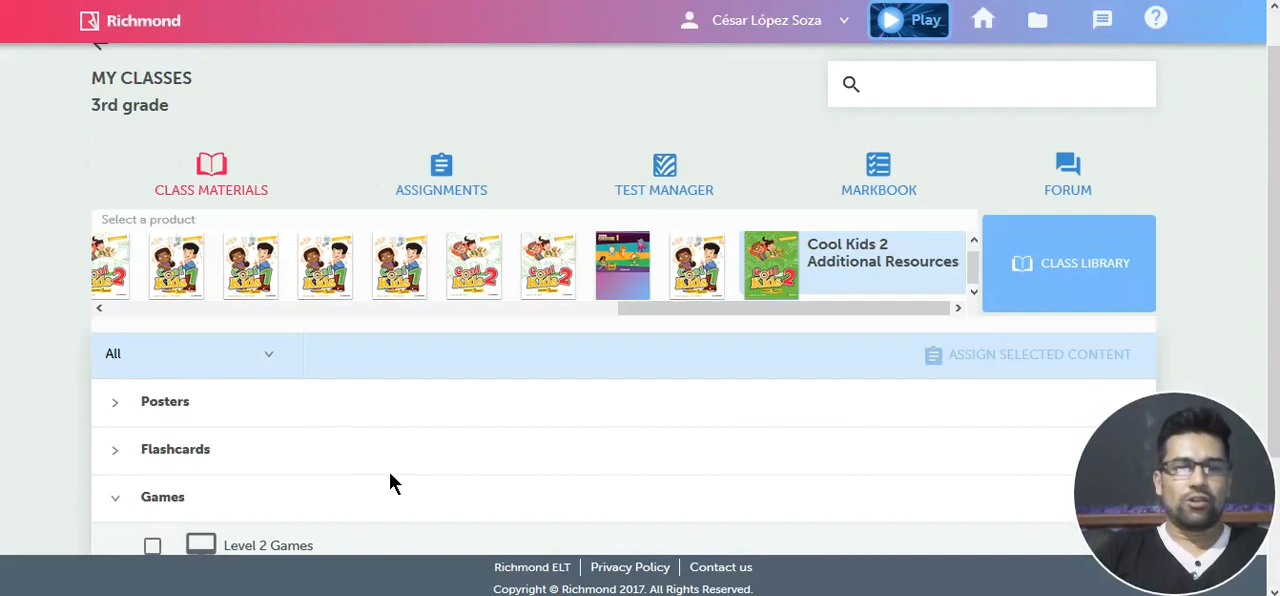 Richmond
César López Soza
Play
MY CLASSES
3rd grade
CLASS MATERIALS
ASSIGNMENTS
TEST MANAGER
MARKBOOK
FORUM
Select a product
Cool Kids 2
Additional Resources
CLASS LIBRARY
All
ASSIGN SELECTED CONTENT
Posters
Flashcards
Games
Level 2 Games
Richmond ELT
Privacy Policy
Contact us
Copyright © Richmond 2017. All Rights Reserved.